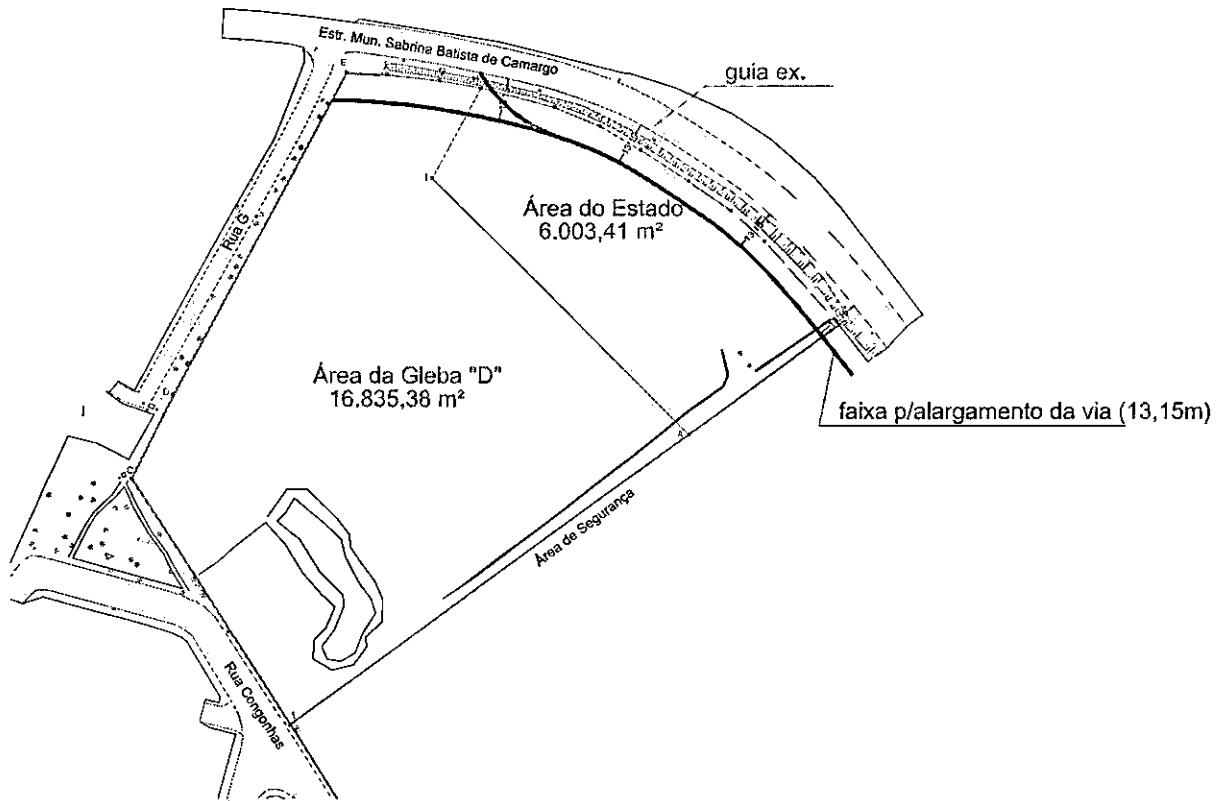 Estr. Mun. Sabrina Batista de Camargo
guia ex.
E
Rua G
Área do Estado
6.003,41 m²
Área da Gleba "D"
16.835,38 m²
faixa p/alargamento da via (13,15m)
A
C
Área de Segurança
Rua Congonhas